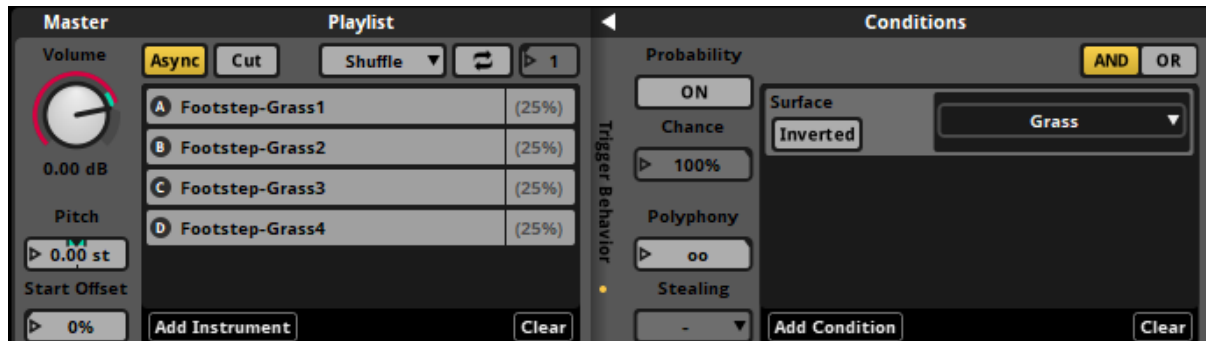 Master
Playlist
Conditions
Volume
Async
Cut
Shuffle
1
Probability
AND
OR
A Footstep-Grass1 (25%)
B Footstep-Grass2 (25%)
C Footstep-Grass3 (25%)
D Footstep-Grass4 (25%)
0.00 dB
Pitch
0.00 st
Start Offset
0%
Add Instrument
Clear
Trigger Behavior
ON
Chance
100%
Polyphony
oo
Stealing
-
Surface
Inverted
Grass
Add Condition
Clear